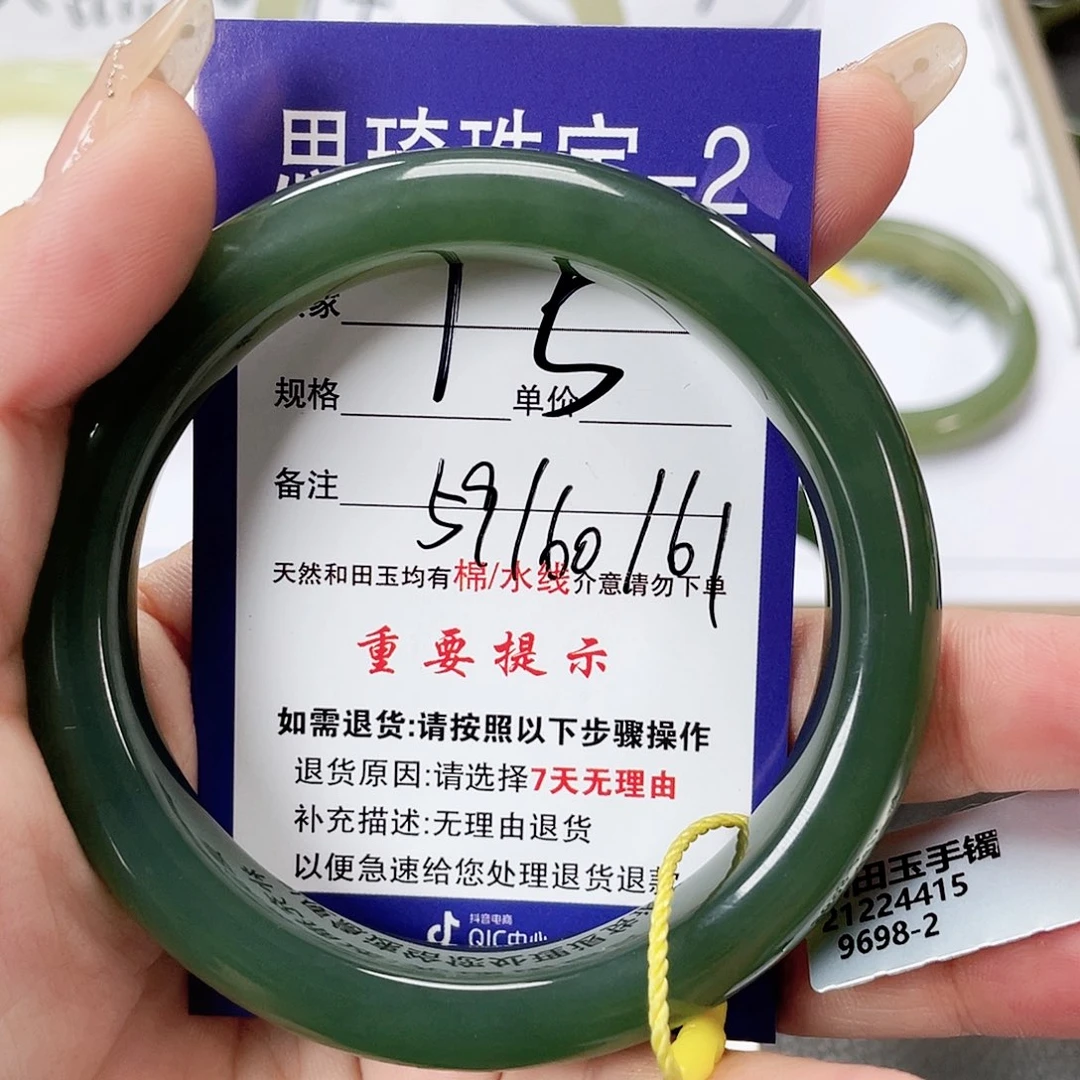 思琦珠宝-2
家 15
规格 单价
备注 59/60/61
天然和田玉均有棉/水线介意请勿下单
重要提示
如需退货:请按照以下步骤操作
退货原因:请选择7天无理由
补充描述:无理由退货
以便急速给您处理退货退款
抖音电商
QIC中心
田玉手镯
21224415
9698-2